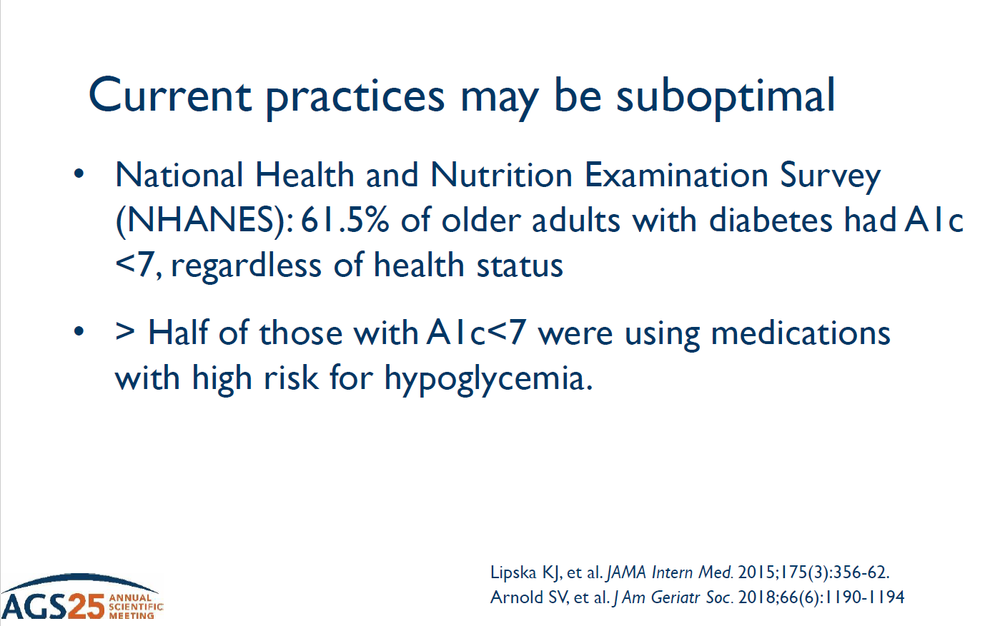 Current practices may be suboptimal
• National Health and Nutrition Examination Survey
(NHANES): 61.5% of older adults with diabetes had A1c
<7, regardless of health status
• > Half of those with A1c<7 were using medications
with high risk for hypoglycemia.
Lipska KJ, et al. JAMA Intern Med. 2015;175(3):356-62.
Arnold SV, et al. J Am Geriatr Soc. 2018;66(6):1190-1194
AGS25 ANNUAL
SCIENTIFIC
MEETING